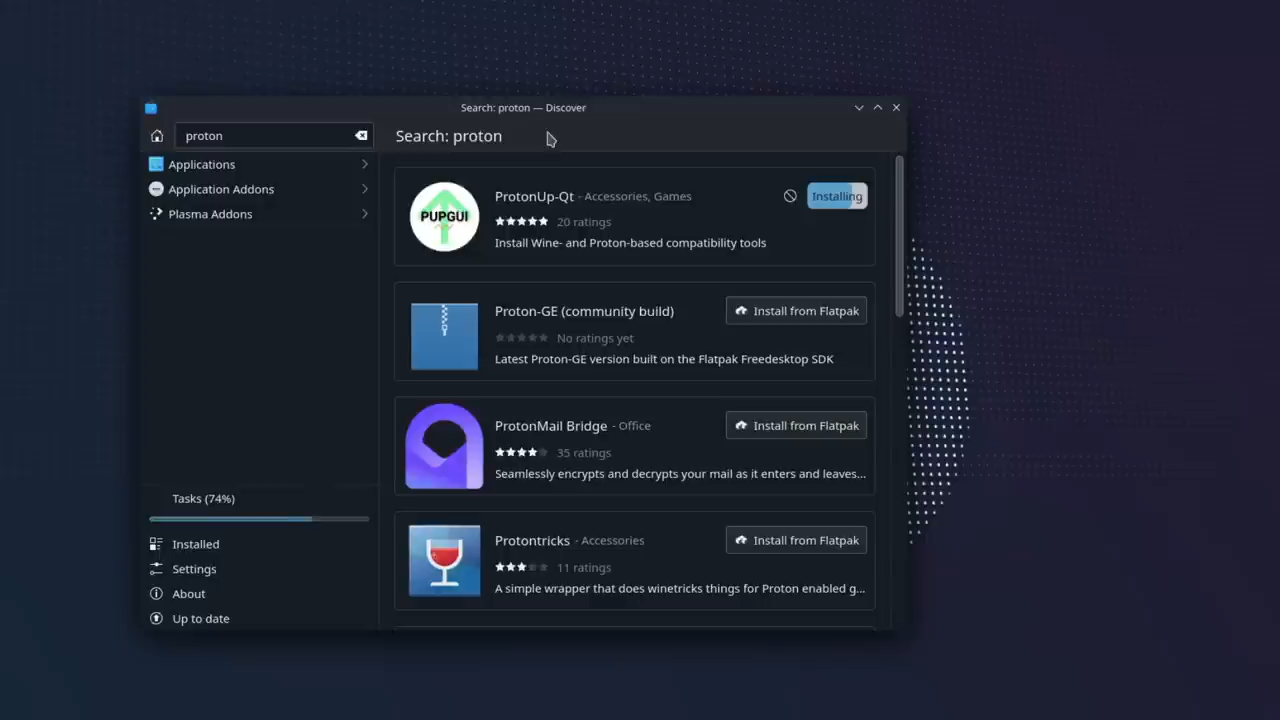 Search: proton — Discover
proton
Search: proton
Applications
Application Addons
Plasma Addons
ProtonUp-Qt - Accessories, Games
Installing
20 ratings
Install Wine- and Proton-based compatibility tools
PUPGUI
Proton-GE (community build)
Install from Flatpak
No ratings yet
Latest Proton-GE version built on the Flatpak Freedesktop SDK
ProtonMail Bridge - Office
Install from Flatpak
35 ratings
Seamlessly encrypts and decrypts your mail as it enters and leaves...
Protontricks - Accessories
Install from Flatpak
11 ratings
A simple wrapper that does winetricks things for Proton enabled g...
Tasks (74%)
Installed
Settings
About
Up to date